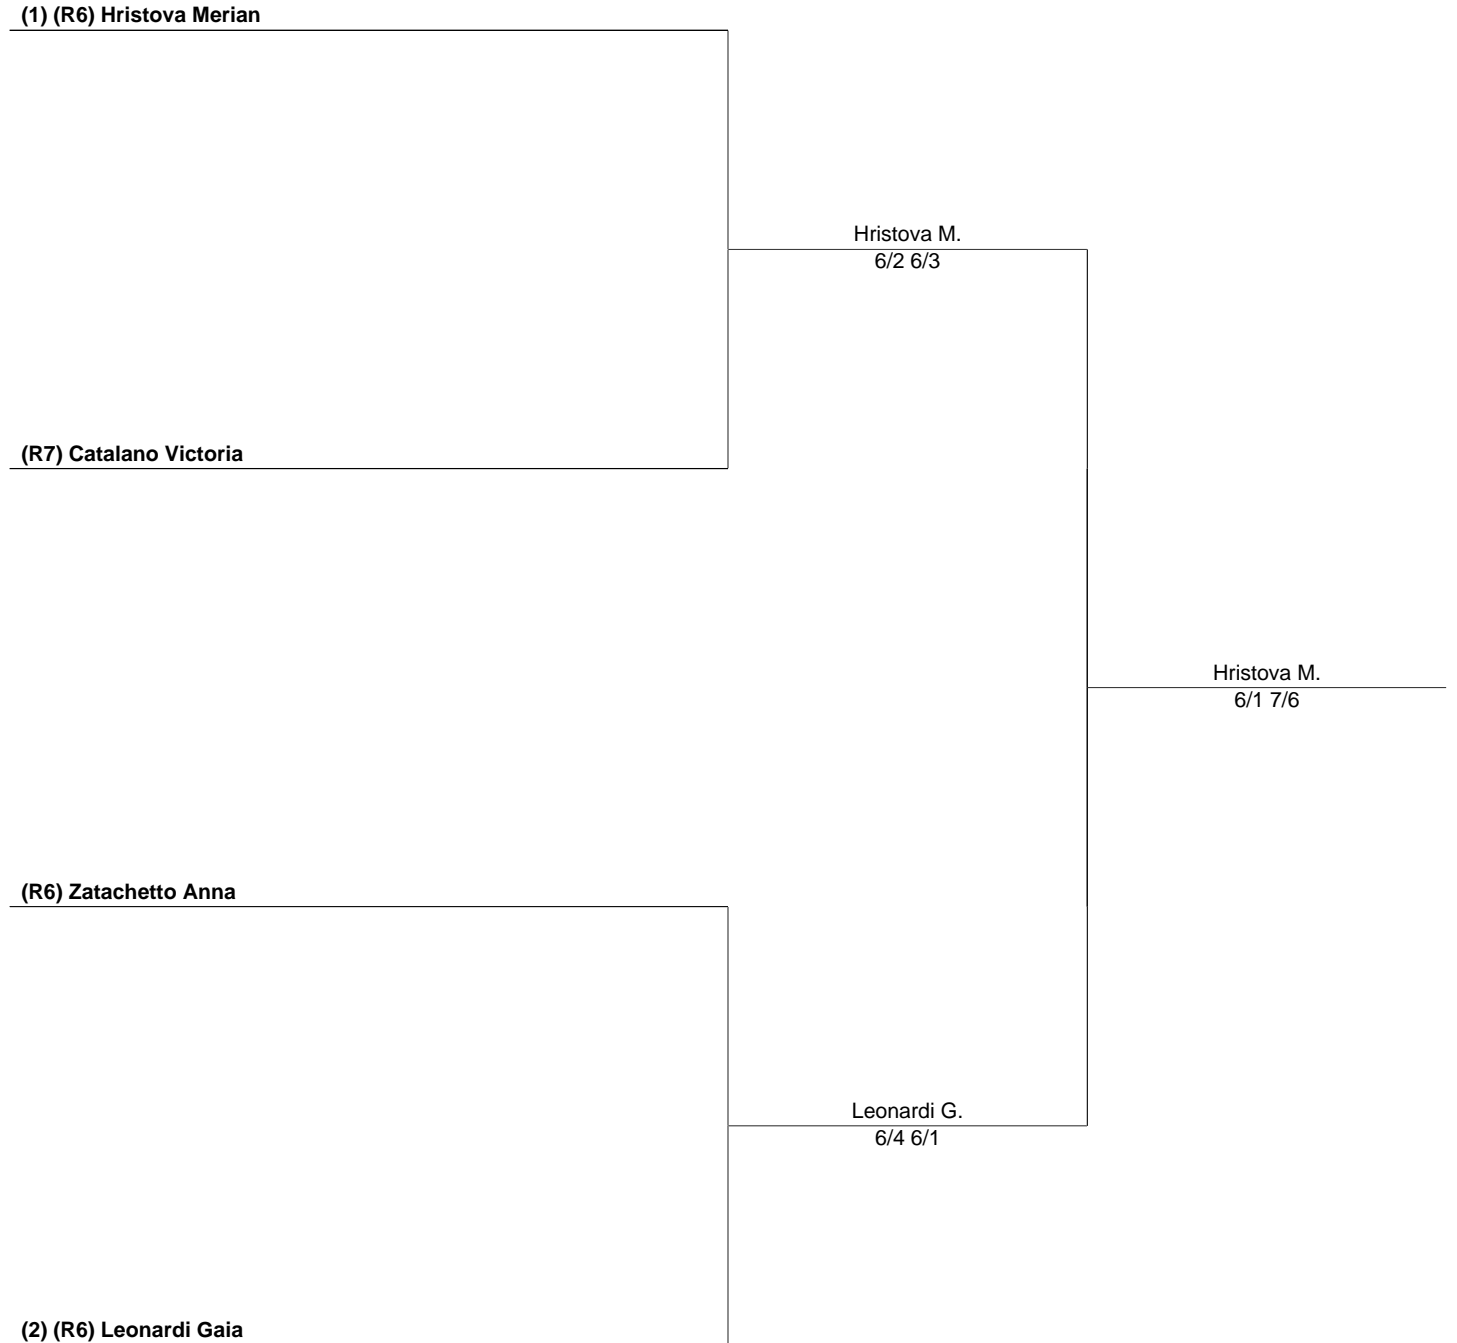 (1) (R6) Hristova Merian
Hristova M.
6/2 6/3
(R7) Catalano Victoria
Hristova M.
6/1 7/6
(R6) Zatachetto Anna
Leonardi G.
6/4 6/1
(2) (R6) Leonardi Gaia